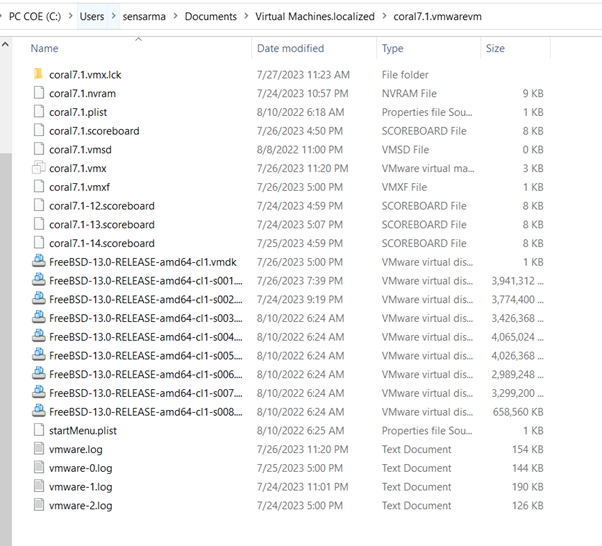 PC COE (C:) > Users > sensarma > Documents > Virtual Machines.localized > coral7.1.vmwarevm
Name Date modified Type Size
coral7.1.vmx.lck 7/27/2023 11:23 AM File folder
coral7.1.nvram 7/24/2023 10:57 PM NVRAM File 9 KB
coral7.1.plist 8/10/2022 6:18 AM Properties file Sou... 1 KB
coral7.1.scoreboard 7/26/2023 4:50 PM SCOREBOARD File 8 KB
coral7.1.vmsd 8/8/2022 11:00 PM VMSD File 0 KB
coral7.1.vmx 7/26/2023 11:20 PM VMware virtual ma... 3 KB
coral7.1.vmxf 7/26/2023 5:00 PM VMXF File 1 KB
coral7.1-12.scoreboard 7/24/2023 4:59 PM SCOREBOARD File 8 KB
coral7.1-13.scoreboard 7/24/2023 5:07 PM SCOREBOARD File 8 KB
coral7.1-14.scoreboard 7/25/2023 4:59 PM SCOREBOARD File 8 KB
FreeBSD-13.0-RELEASE-amd64-cl1.vmdk 7/26/2023 5:00 PM VMware virtual dis... 1 KB
FreeBSD-13.0-RELEASE-amd64-cl1-s001.... 7/26/2023 7:39 PM VMware virtual dis... 3,941,312 ...
FreeBSD-13.0-RELEASE-amd64-cl1-s002.... 7/24/2023 9:19 PM VMware virtual dis... 3,774,400 ...
FreeBSD-13.0-RELEASE-amd64-cl1-s003.... 8/10/2022 6:24 AM VMware virtual dis... 3,426,368 ...
FreeBSD-13.0-RELEASE-amd64-cl1-s004.... 8/10/2022 6:24 AM VMware virtual dis... 4,065,024 ...
FreeBSD-13.0-RELEASE-amd64-cl1-s005.... 8/10/2022 6:24 AM VMware virtual dis... 4,026,368 ...
FreeBSD-13.0-RELEASE-amd64-cl1-s006.... 8/10/2022 6:24 AM VMware virtual dis... 2,989,248 ...
FreeBSD-13.0-RELEASE-amd64-cl1-s007.... 8/10/2022 6:24 AM VMware virtual dis... 3,299,200 ...
FreeBSD-13.0-RELEASE-amd64-cl1-s008.... 8/10/2022 6:24 AM VMware virtual dis... 658,560 KB
startMenu.plist 8/10/2022 6:25 AM Properties file Sou... 1 KB
vmware.log 7/26/2023 11:20 PM Text Document 154 KB
vmware-0.log 7/25/2023 5:00 PM Text Document 144 KB
vmware-1.log 7/24/2023 11:01 PM Text Document 190 KB
vmware-2.log 7/24/2023 5:00 PM Text Document 126 KB